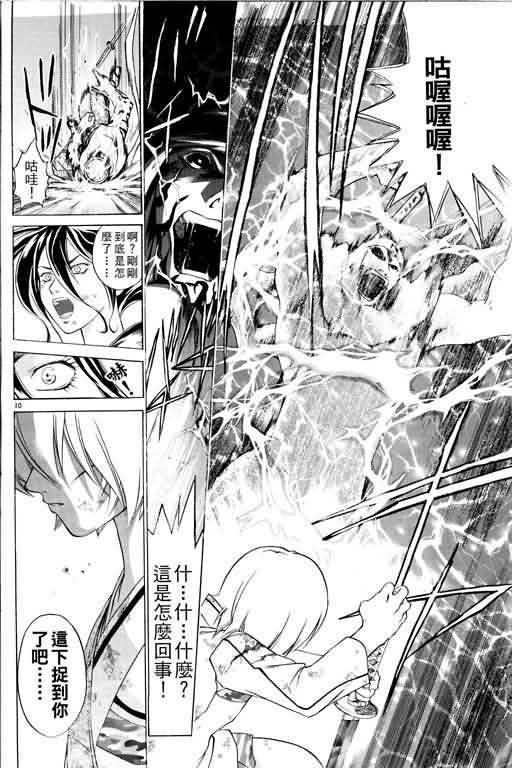 咕喔喔喔！
什…什…什麼？
這是怎麼回事！
咕哇！
啊？剛剛
到底是怎
麼了……
嚇！
10
這下捉到你
了吧……